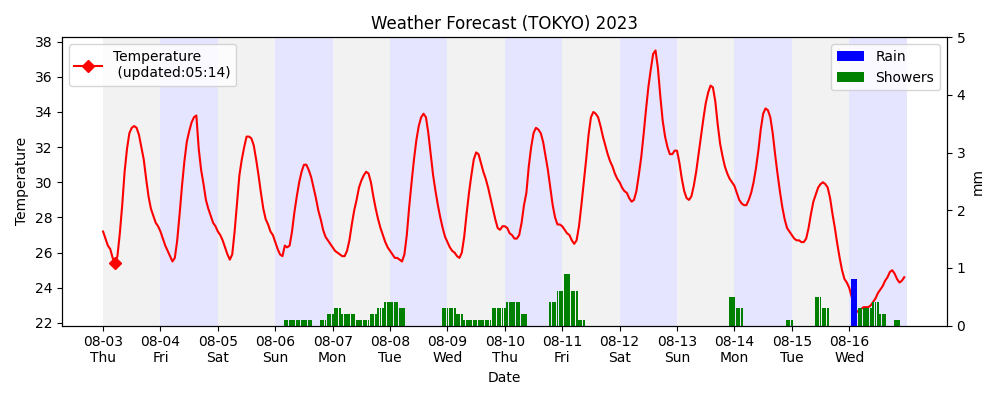 Weather Forecast (TOKYO) 2023
Temperature
(updated:05:14)
Rain
Showers
38
36
34
32
30
28
26
24
22
Temperature
5
4
3
2
1
0
mm
08-03 08-04 08-05 08-06 08-07 08-08 08-09 08-10 08-11 08-12 08-13 08-14 08-15 08-16
Thu Fri Sat Sun Mon Tue Wed Thu Fri Sat Sun Mon Tue Wed
Date